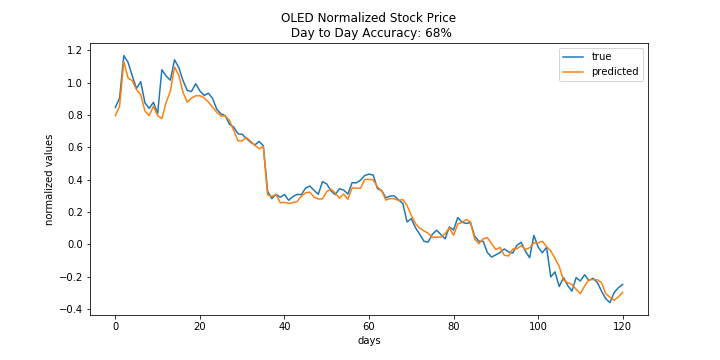 OLED Normalized Stock Price
Day to Day Accuracy: 68%
true
predicted
normalized values
1.2
1.0
0.8
0.6
0.4
0.2
0.0
−0.2
−0.4
0
20
40
60
80
100
120
days